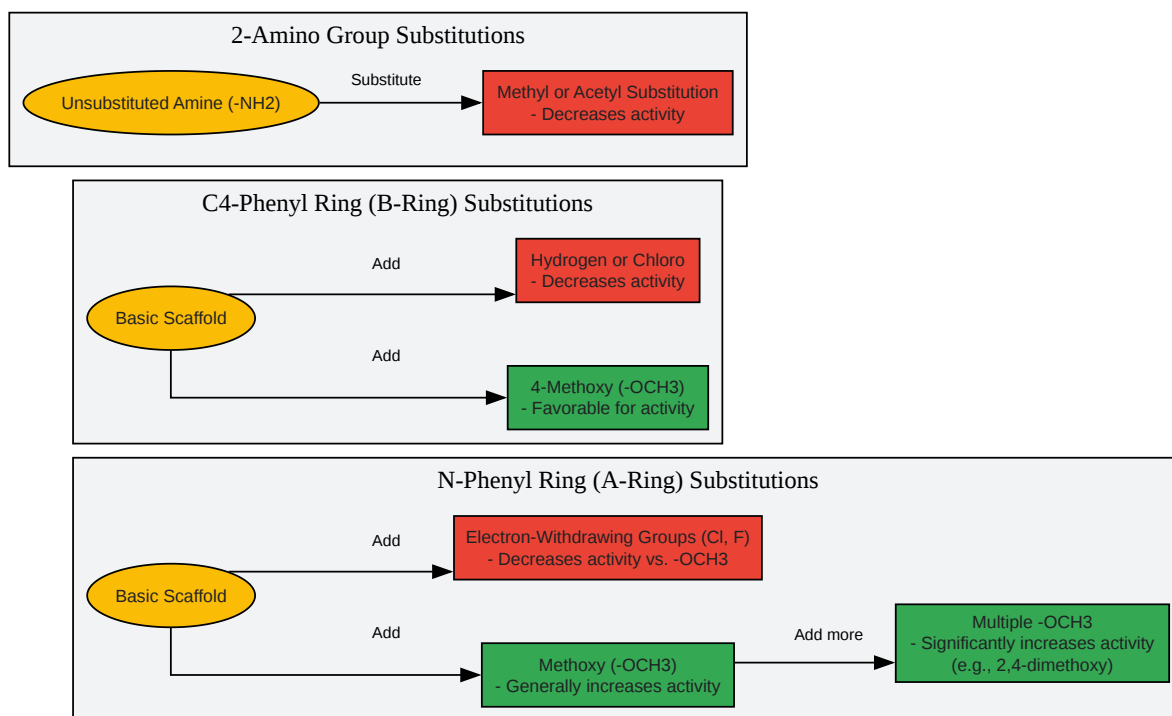 2-Amino Group Substitutions
Unsubstituted Amine (-NH2)
Substitute
Methyl or Acetyl Substitution
- Decreases activity
C4-Phenyl Ring (B-Ring) Substitutions
Basic Scaffold
Add
Hydrogen or Chloro
- Decreases activity
Add
4-Methoxy (-OCH3)
- Favorable for activity
N-Phenyl Ring (A-Ring) Substitutions
Basic Scaffold
Add
Electron-Withdrawing Groups (Cl, F)
- Decreases activity vs. -OCH3
Add
Methoxy (-OCH3)
- Generally increases activity
Add more
Multiple -OCH3
- Significantly increases activity
(e.g., 2,4-dimethoxy)